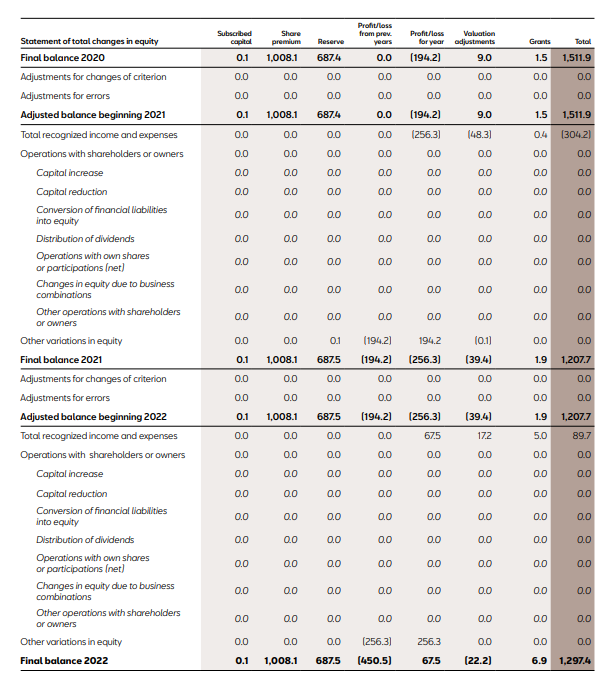 Statement of total changes in equity Subscribed capital Share premium Reserve Profit/loss from prev. years Profit/loss for year Valuation adjustments Grants Total
Final balance 2020 0.1 1,008.1 687.4 0.0 (194.2) 9.0 1.5 1,511.9
Adjustments for changes of criterion 0.0 0.0 0.0 0.0 0.0 0.0 0.0 0.0
Adjustments for errors 0.0 0.0 0.0 0.0 0.0 0.0 0.0 0.0
Adjusted balance beginning 2021 0.1 1,008.1 687.4 0.0 (194.2) 9.0 1.5 1,511.9
Total recognized income and expenses 0.0 0.0 0.0 0.0 (256.3) (48.3) 0.4 (304.2)
Operations with shareholders or owners 0.0 0.0 0.0 0.0 0.0 0.0 0.0 0.0
Capital increase 0.0 0.0 0.0 0.0 0.0 0.0 0.0 0.0
Capital reduction 0.0 0.0 0.0 0.0 0.0 0.0 0.0 0.0
Conversion of financial liabilities
into equity 0.0 0.0 0.0 0.0 0.0 0.0 0.0 0.0
Distribution of dividends 0.0 0.0 0.0 0.0 0.0 0.0 0.0 0.0
Operations with own shares
or participations (net) 0.0 0.0 0.0 0.0 0.0 0.0 0.0 0.0
Changes in equity due to business
combinations 0.0 0.0 0.0 0.0 0.0 0.0 0.0 0.0
Other operations with shareholders
or owners 0.0 0.0 0.0 0.0 0.0 0.0 0.0 0.0
Other variations in equity 0.0 0.0 0.1 (194.2) 194.2 (0.1) 0.0 0.0
Final balance 2021 0.1 1,008.1 687.5 (194.2) (256.3) (39.4) 1.9 1,207.7
Adjustments for changes of criterion 0.0 0.0 0.0 0.0 0.0 0.0 0.0 0.0
Adjustments for errors 0.0 0.0 0.0 0.0 0.0 0.0 0.0 0.0
Adjusted balance beginning 2022 0.1 1,008.1 687.5 (194.2) (256.3) (39.4) 1.9 1,207.7
Total recognized income and expenses 0.0 0.0 0.0 0.0 67.5 17.2 5.0 89.7
Operations with shareholders or owners 0.0 0.0 0.0 0.0 0.0 0.0 0.0 0.0
Capital increase 0.0 0.0 0.0 0.0 0.0 0.0 0.0 0.0
Capital reduction 0.0 0.0 0.0 0.0 0.0 0.0 0.0 0.0
Conversion of financial liabilities
into equity 0.0 0.0 0.0 0.0 0.0 0.0 0.0 0.0
Distribution of dividends 0.0 0.0 0.0 0.0 0.0 0.0 0.0 0.0
Operations with own shares
or participations (net) 0.0 0.0 0.0 0.0 0.0 0.0 0.0 0.0
Changes in equity due to business
combinations 0.0 0.0 0.0 0.0 0.0 0.0 0.0 0.0
Other operations with shareholders
or owners 0.0 0.0 0.0 0.0 0.0 0.0 0.0 0.0
Other variations in equity 0.0 0.0 0.0 (256.3) 256.3 0.0 0.0 0.0
Final balance 2022 0.1 1,008.1 687.5 (450.5) 67.5 (22.2) 6.9 1,297.4